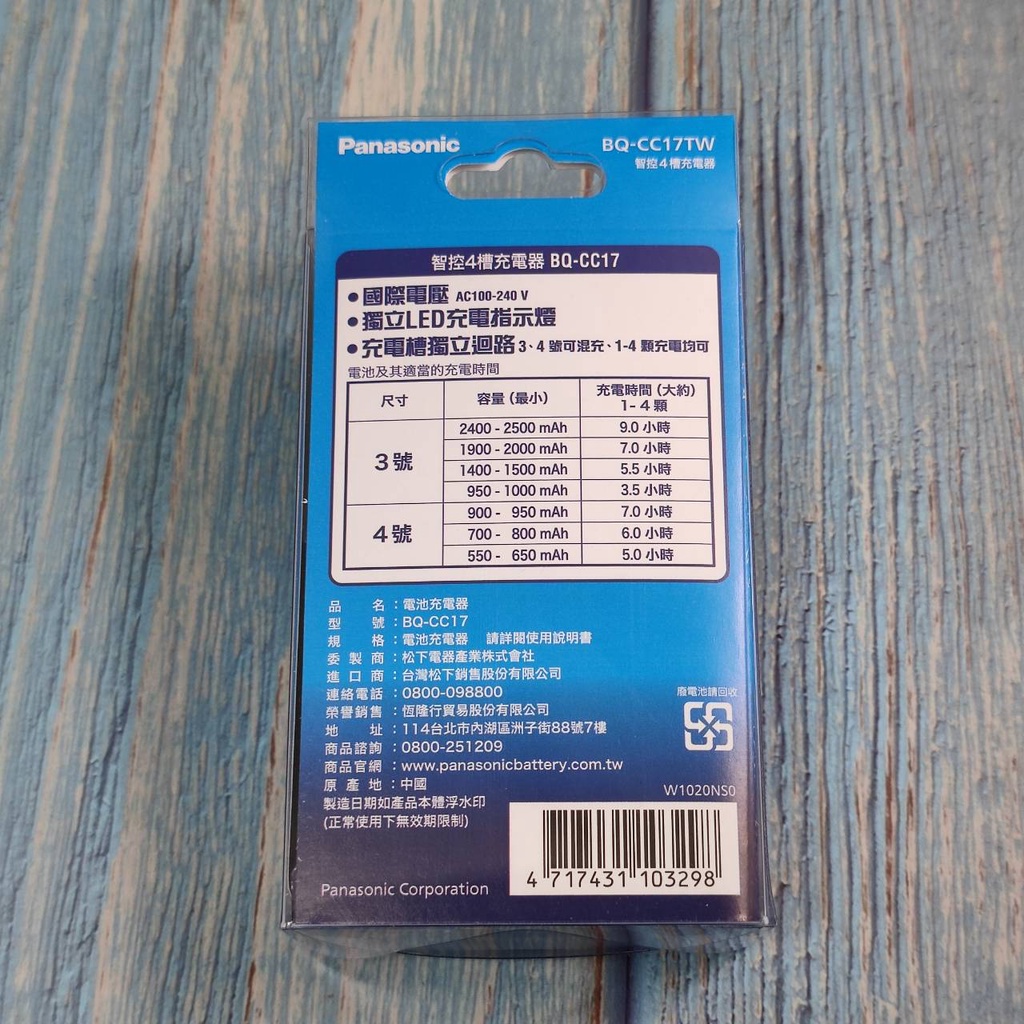 Panasonic
BQ-CC17TW
智控4槽充電器
智控4槽充電器 BQ-CC17
•國際電壓 AC100-240 V
•獨立LED充電指示燈
•充電槽獨立迴路 3、4 號可混充、1-4 顆充電均可
電池及其適當的充電時間
尺寸 容量 (最小) 充電時間 (大約) 1- 4 顆
3號 2400 - 2500 mAh 9.0 小時
1900 - 2000 mAh 7.0 小時
1400 - 1500 mAh 5.5 小時
950 - 1000 mAh 3.5 小時
4號 900 - 950 mAh 7.0 小時
700 - 800 mAh 6.0 小時
550 - 650 mAh 5.0 小時
品名：電池充電器
型號：BQ-CC17
規格：電池充電器 請詳閱使用說明書
委製商：松下電器產業株式會社
進口商：台灣松下銷售股份有限公司
連絡電話：0800-098800
榮譽銷售：恆隆行貿易股份有限公司
地址：114台北市內湖區洲子街88號7樓
商品諮詢：0800-251209
商品官網：www.panasonicbattery.com.tw
原產地：中國
製造日期如產品本體浮水印
(正常使用下無效期限制)
廢電池請回收
W1020NS0
4 717431 103298
Panasonic Corporation